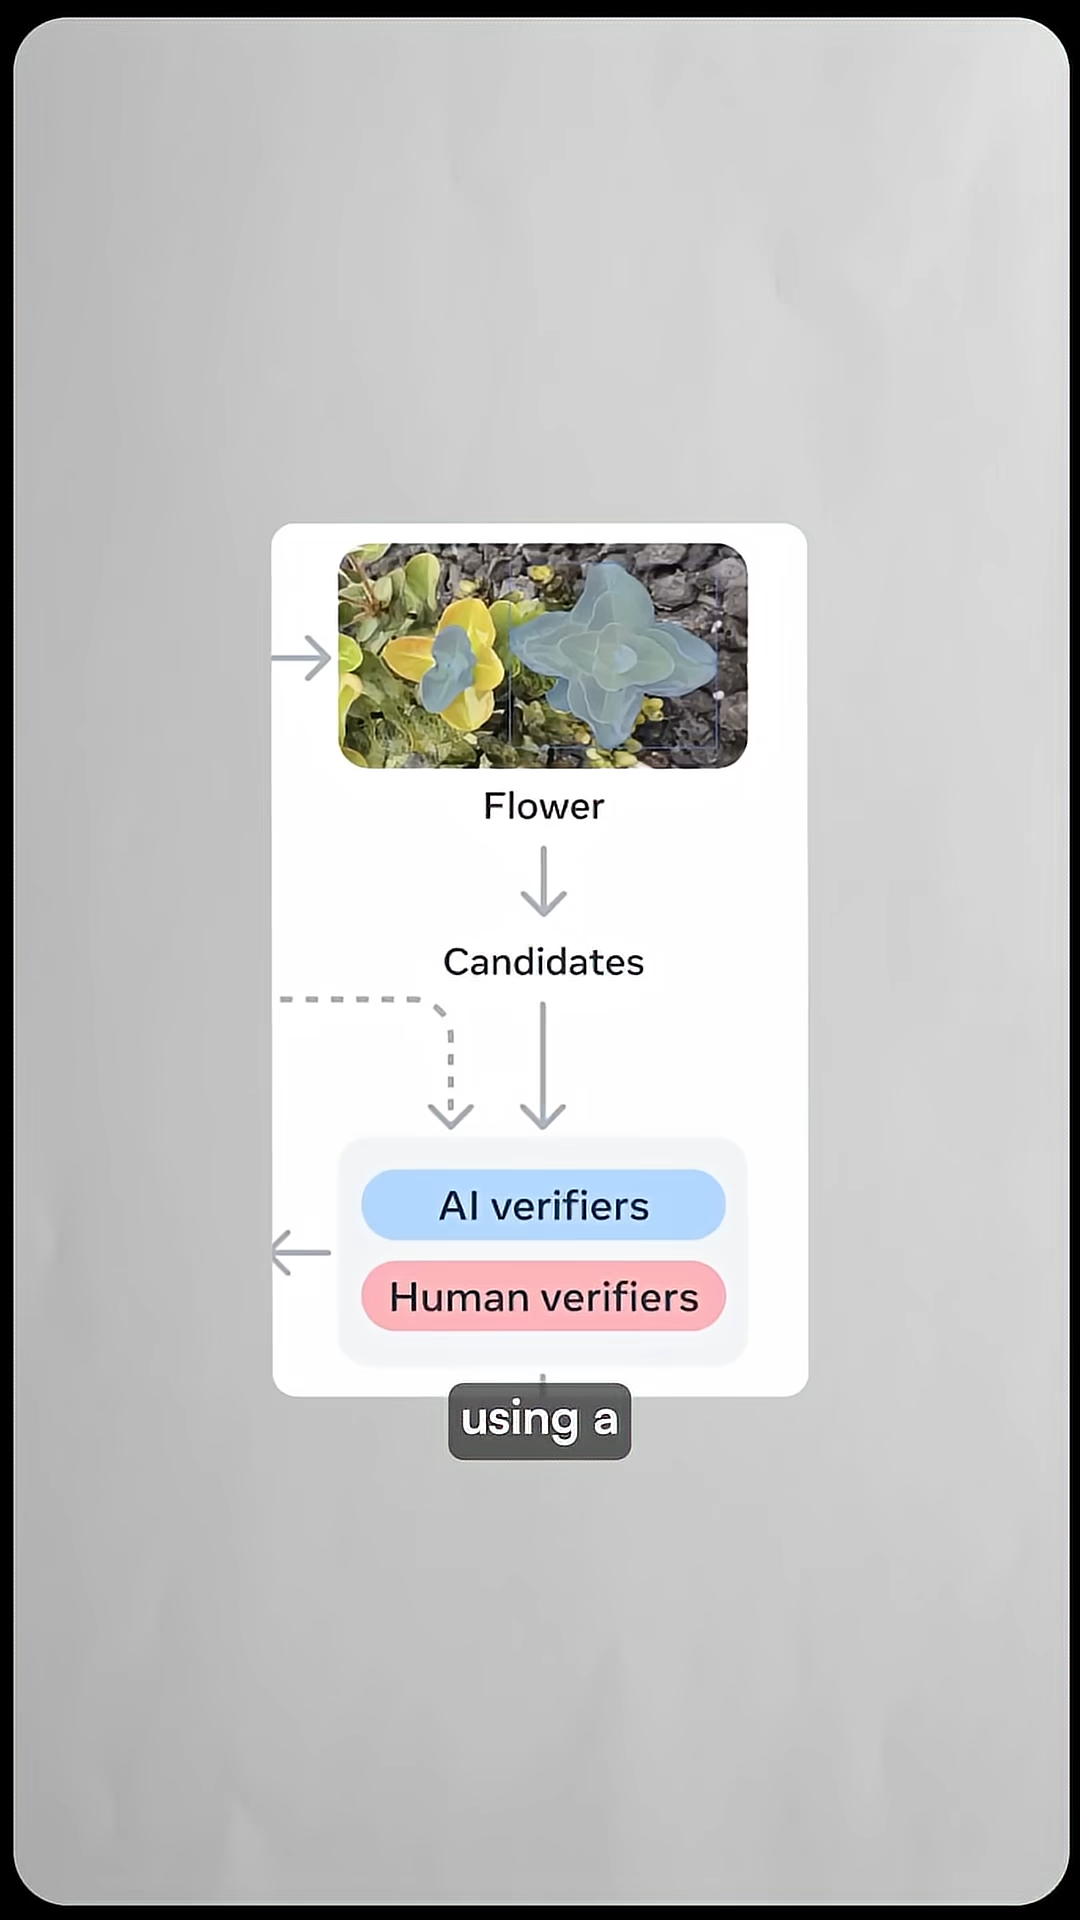 Flower
Candidates
AI verifiers
Human verifiers
using a